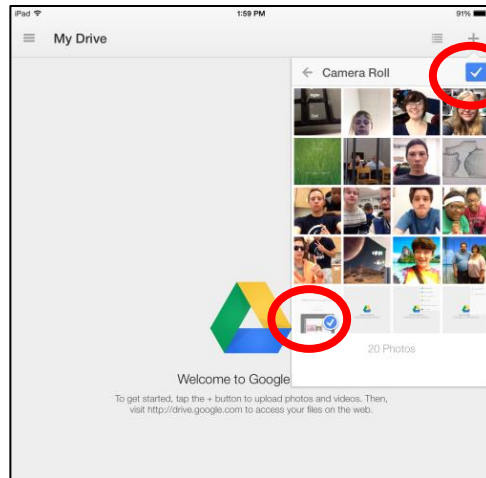 iPad 1:59 PM 91%
My Drive
Camera Roll
20 Photos
Welcome to Google
To get started, tap the + button to upload photos and videos. Then,
visit http://drive.google.com to access your files on the web.